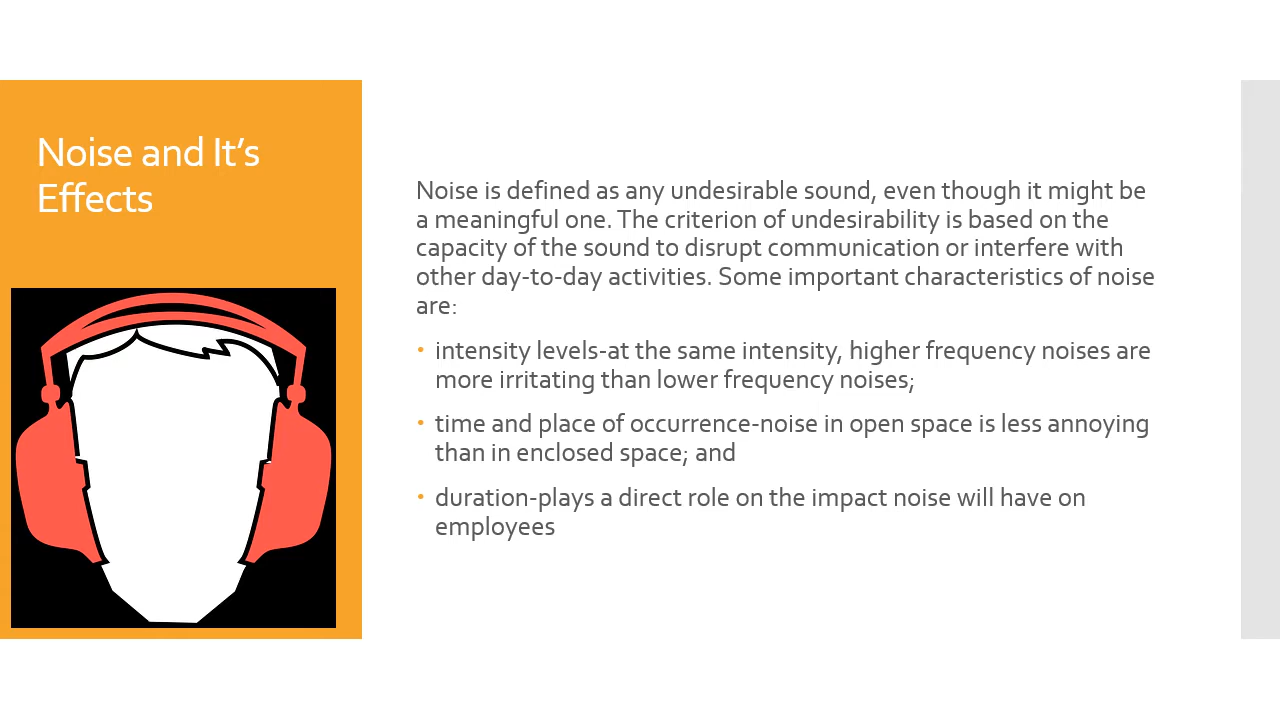 Noise and It’s
Effects
Noise is defined as any undesirable sound, even though it might be
a meaningful one. The criterion of undesirability is based on the
capacity of the sound to disrupt communication or interfere with
other day-to-day activities. Some important characteristics of noise
are:
• intensity levels-at the same intensity, higher frequency noises are
more irritating than lower frequency noises;
• time and place of occurrence-noise in open space is less annoying
than in enclosed space; and
• duration-plays a direct role on the impact noise will have on
employees